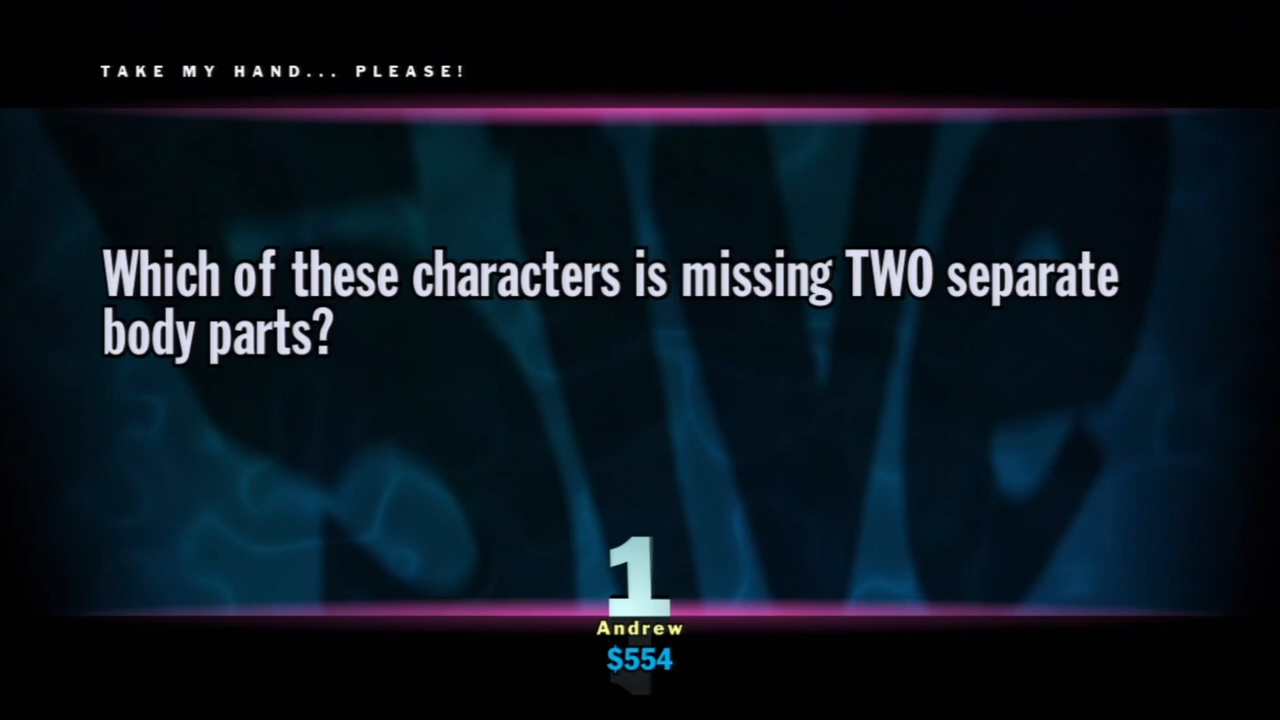 TAKE MY HAND... PLEASE!
Which of these characters is missing TWO separate
body parts?
1
Andrew
$554